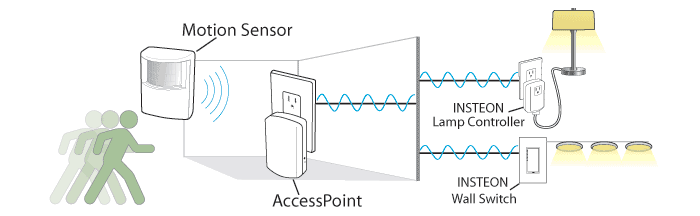 Motion Sensor
AccessPoint
INSTEON
Lamp Controller
INSTEON
Wall Switch